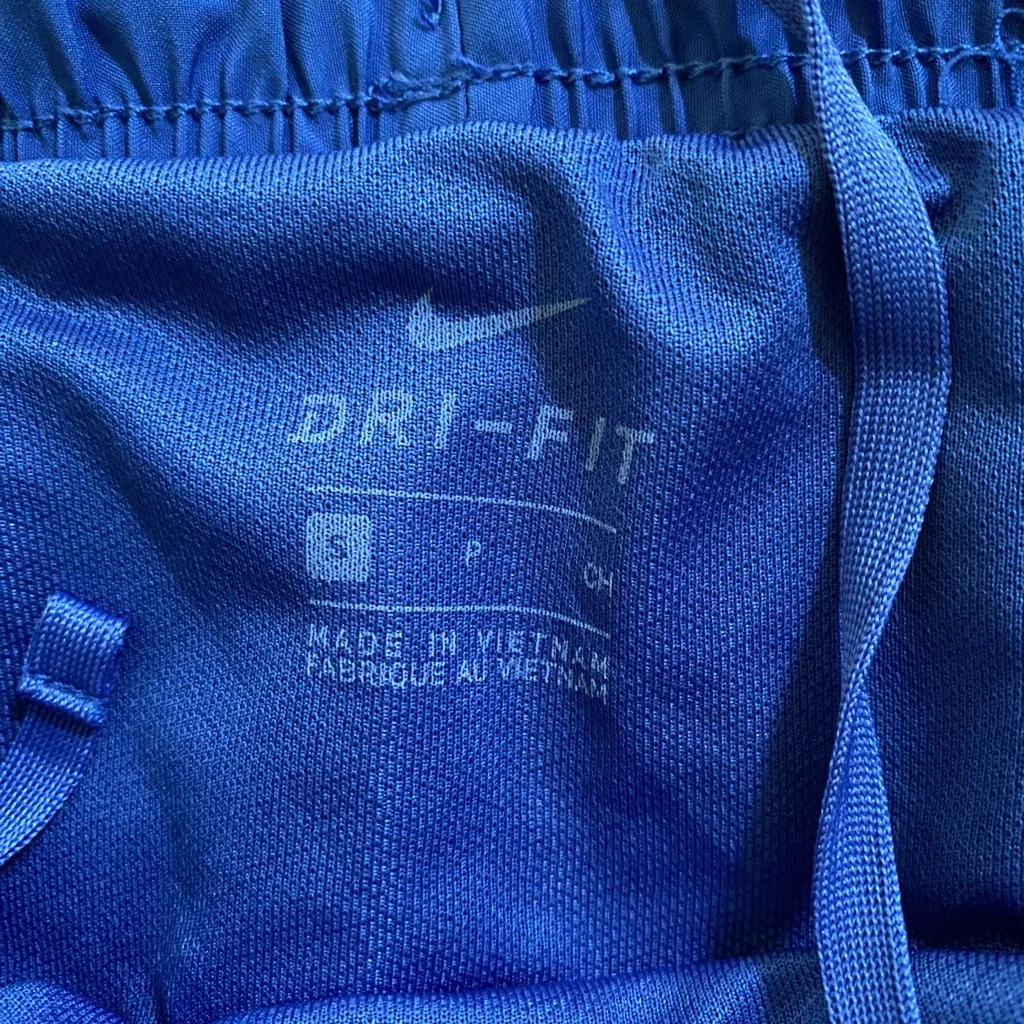 DRI-FIT
S P CH
MADE IN VIETNAM
FABRIQUE AU VIETNAM